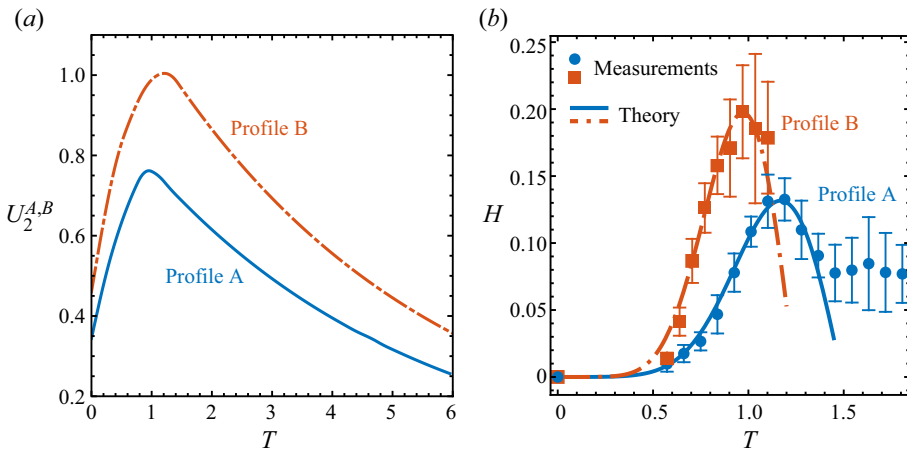 (a)
1.0
0.8
0.6
0.4
0.2
U₂^{A,B}
Profile B
Profile A
0 1 2 3 4 5 6
T
(b)
0.25
0.20
0.15
0.10
0.05
0
H
Measurements
Theory
Profile B
Profile A
0 0.5 1.0 1.5
T